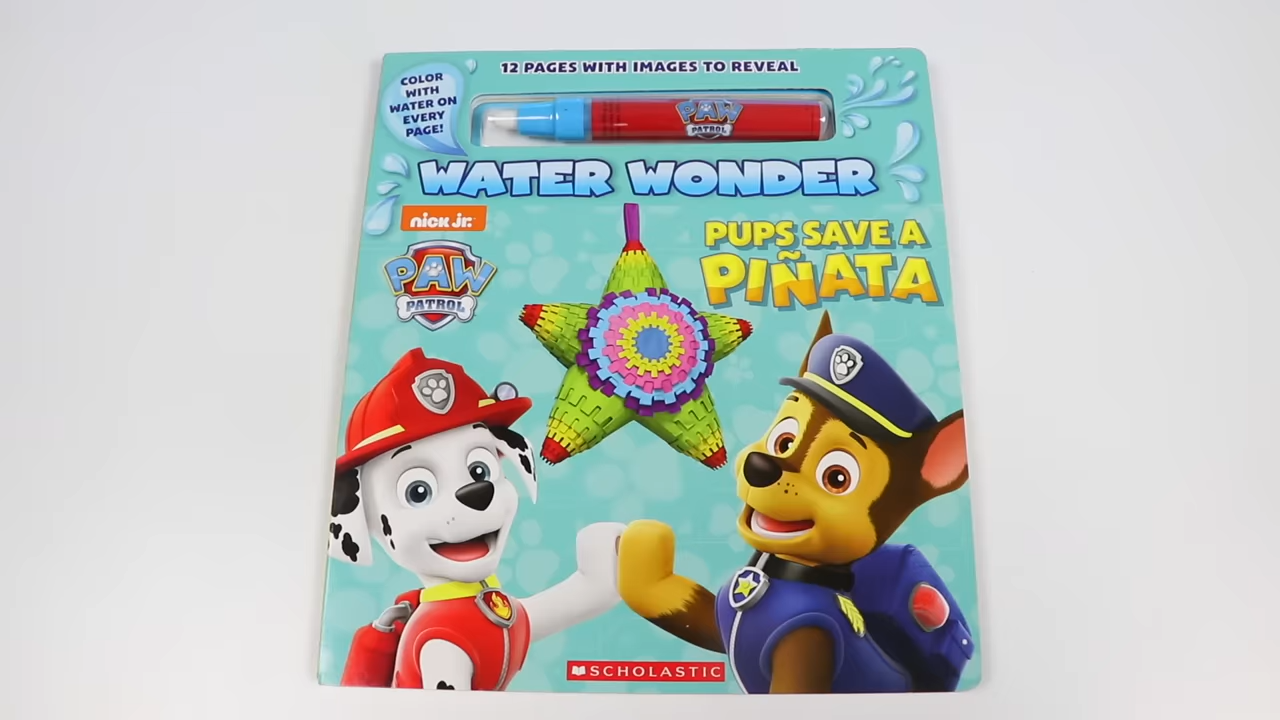 12 PAGES WITH IMAGES TO REVEAL
COLOR
WITH
WATER ON
EVERY
PAGE!
PAW
PATROL
WATER WONDER
nick jr.
PAW
PATROL
PUPS SAVE A
PIÑATA
SCHOLASTIC